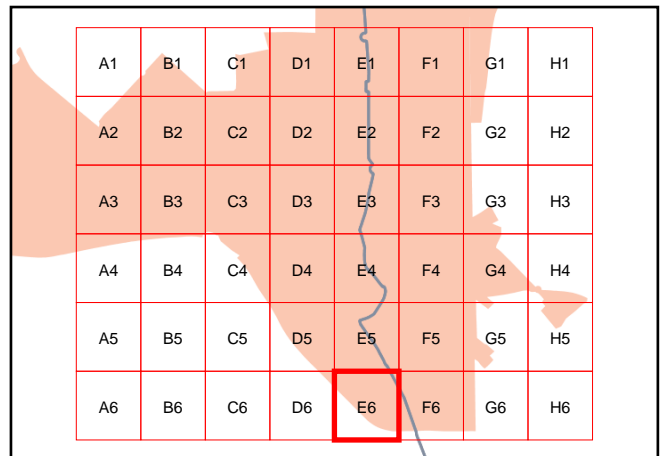 A1 B1 C1 D1 E1 F1 G1 H1
A2 B2 C2 D2 E2 F2 G2 H2
A3 B3 C3 D3 E3 F3 G3 H3
A4 B4 C4 D4 E4 F4 G4 H4
A5 B5 C5 D5 E5 F5 G5 H5
A6 B6 C6 D6 E6 F6 G6 H6